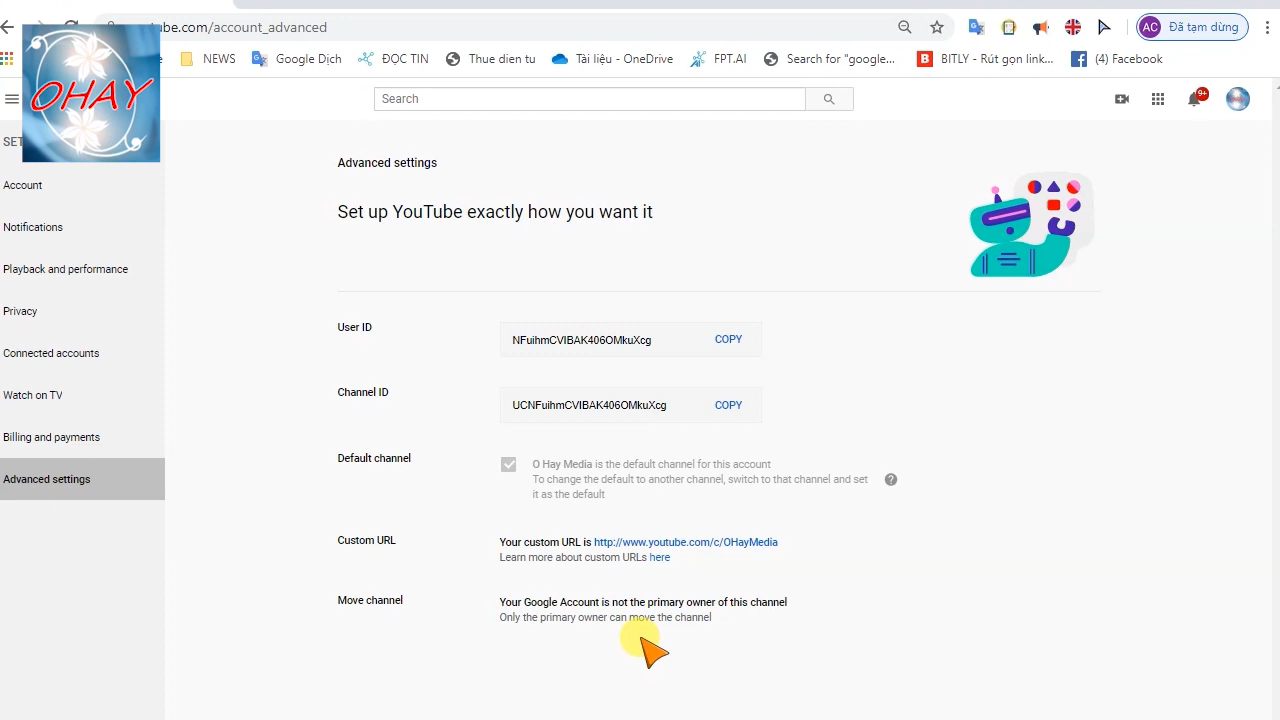 ube.com/account_advanced
AC Đã tạm dừng
NEWS Google Dịch ĐỌC TIN Thue dien tu Tài liệu - OneDrive FPT.AI Search for "google... BITLY - Rút gọn link... (4) Facebook
OHAY
Search
9+
SET
Account
Notifications
Playback and performance
Privacy
Connected accounts
Watch on TV
Billing and payments
Advanced settings
Advanced settings
Set up YouTube exactly how you want it
User ID
NFuihmCVIBAK406OMkuXcg COPY
Channel ID
UCNFuihmCVIBAK406OMkuXcg COPY
Default channel
O Hay Media is the default channel for this account
To change the default to another channel, switch to that channel and set
it as the default
?
Custom URL
Your custom URL is http://www.youtube.com/c/OHayMedia
Learn more about custom URLs here
Move channel
Your Google Account is not the primary owner of this channel
Only the primary owner can move the channel